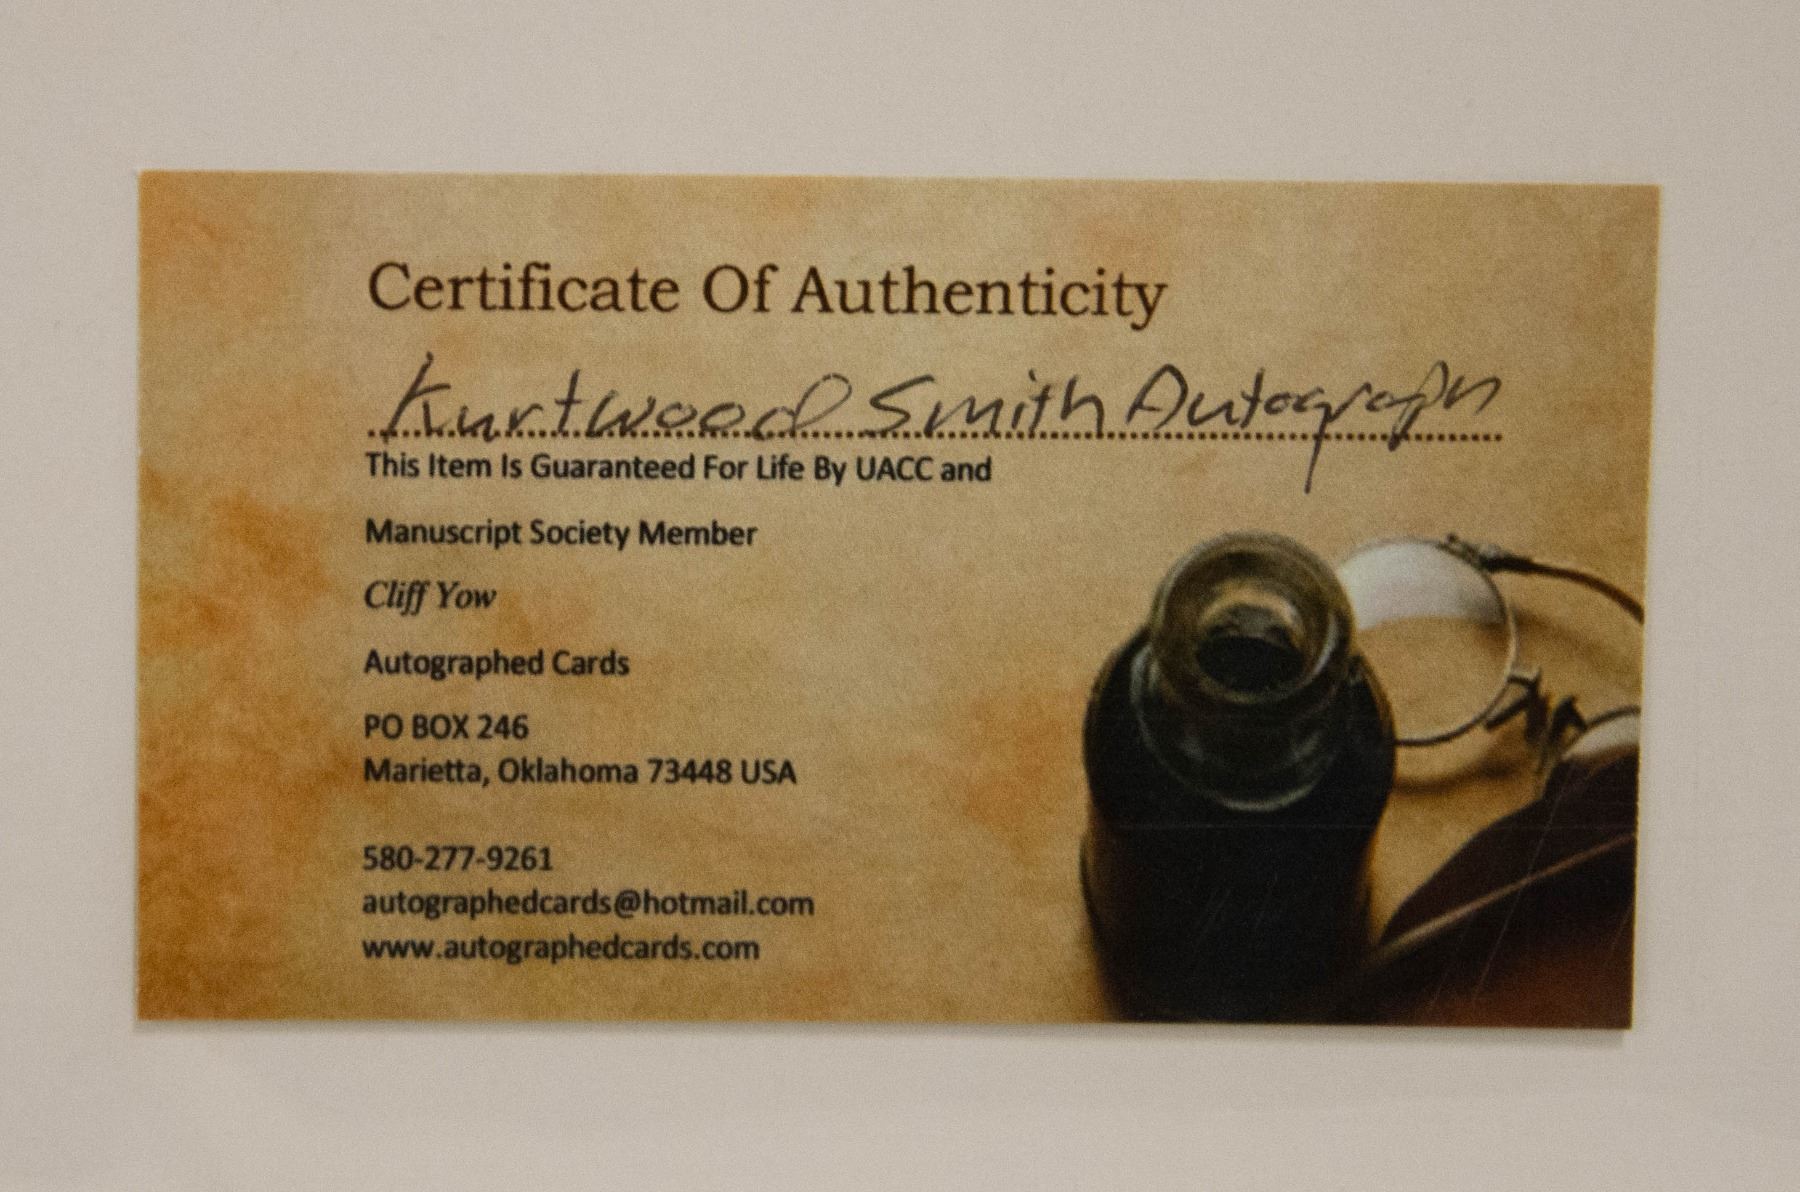 Certificate Of Authenticity
Kurtwood Smith Autograph
This Item Is Guaranteed For Life By UACC and
Manuscript Society Member
Cliff Yow
Autographed Cards
PO BOX 246
Marietta, Oklahoma 73448 USA
580-277-9261
autographedcards@hotmail.com
www.autographedcards.com